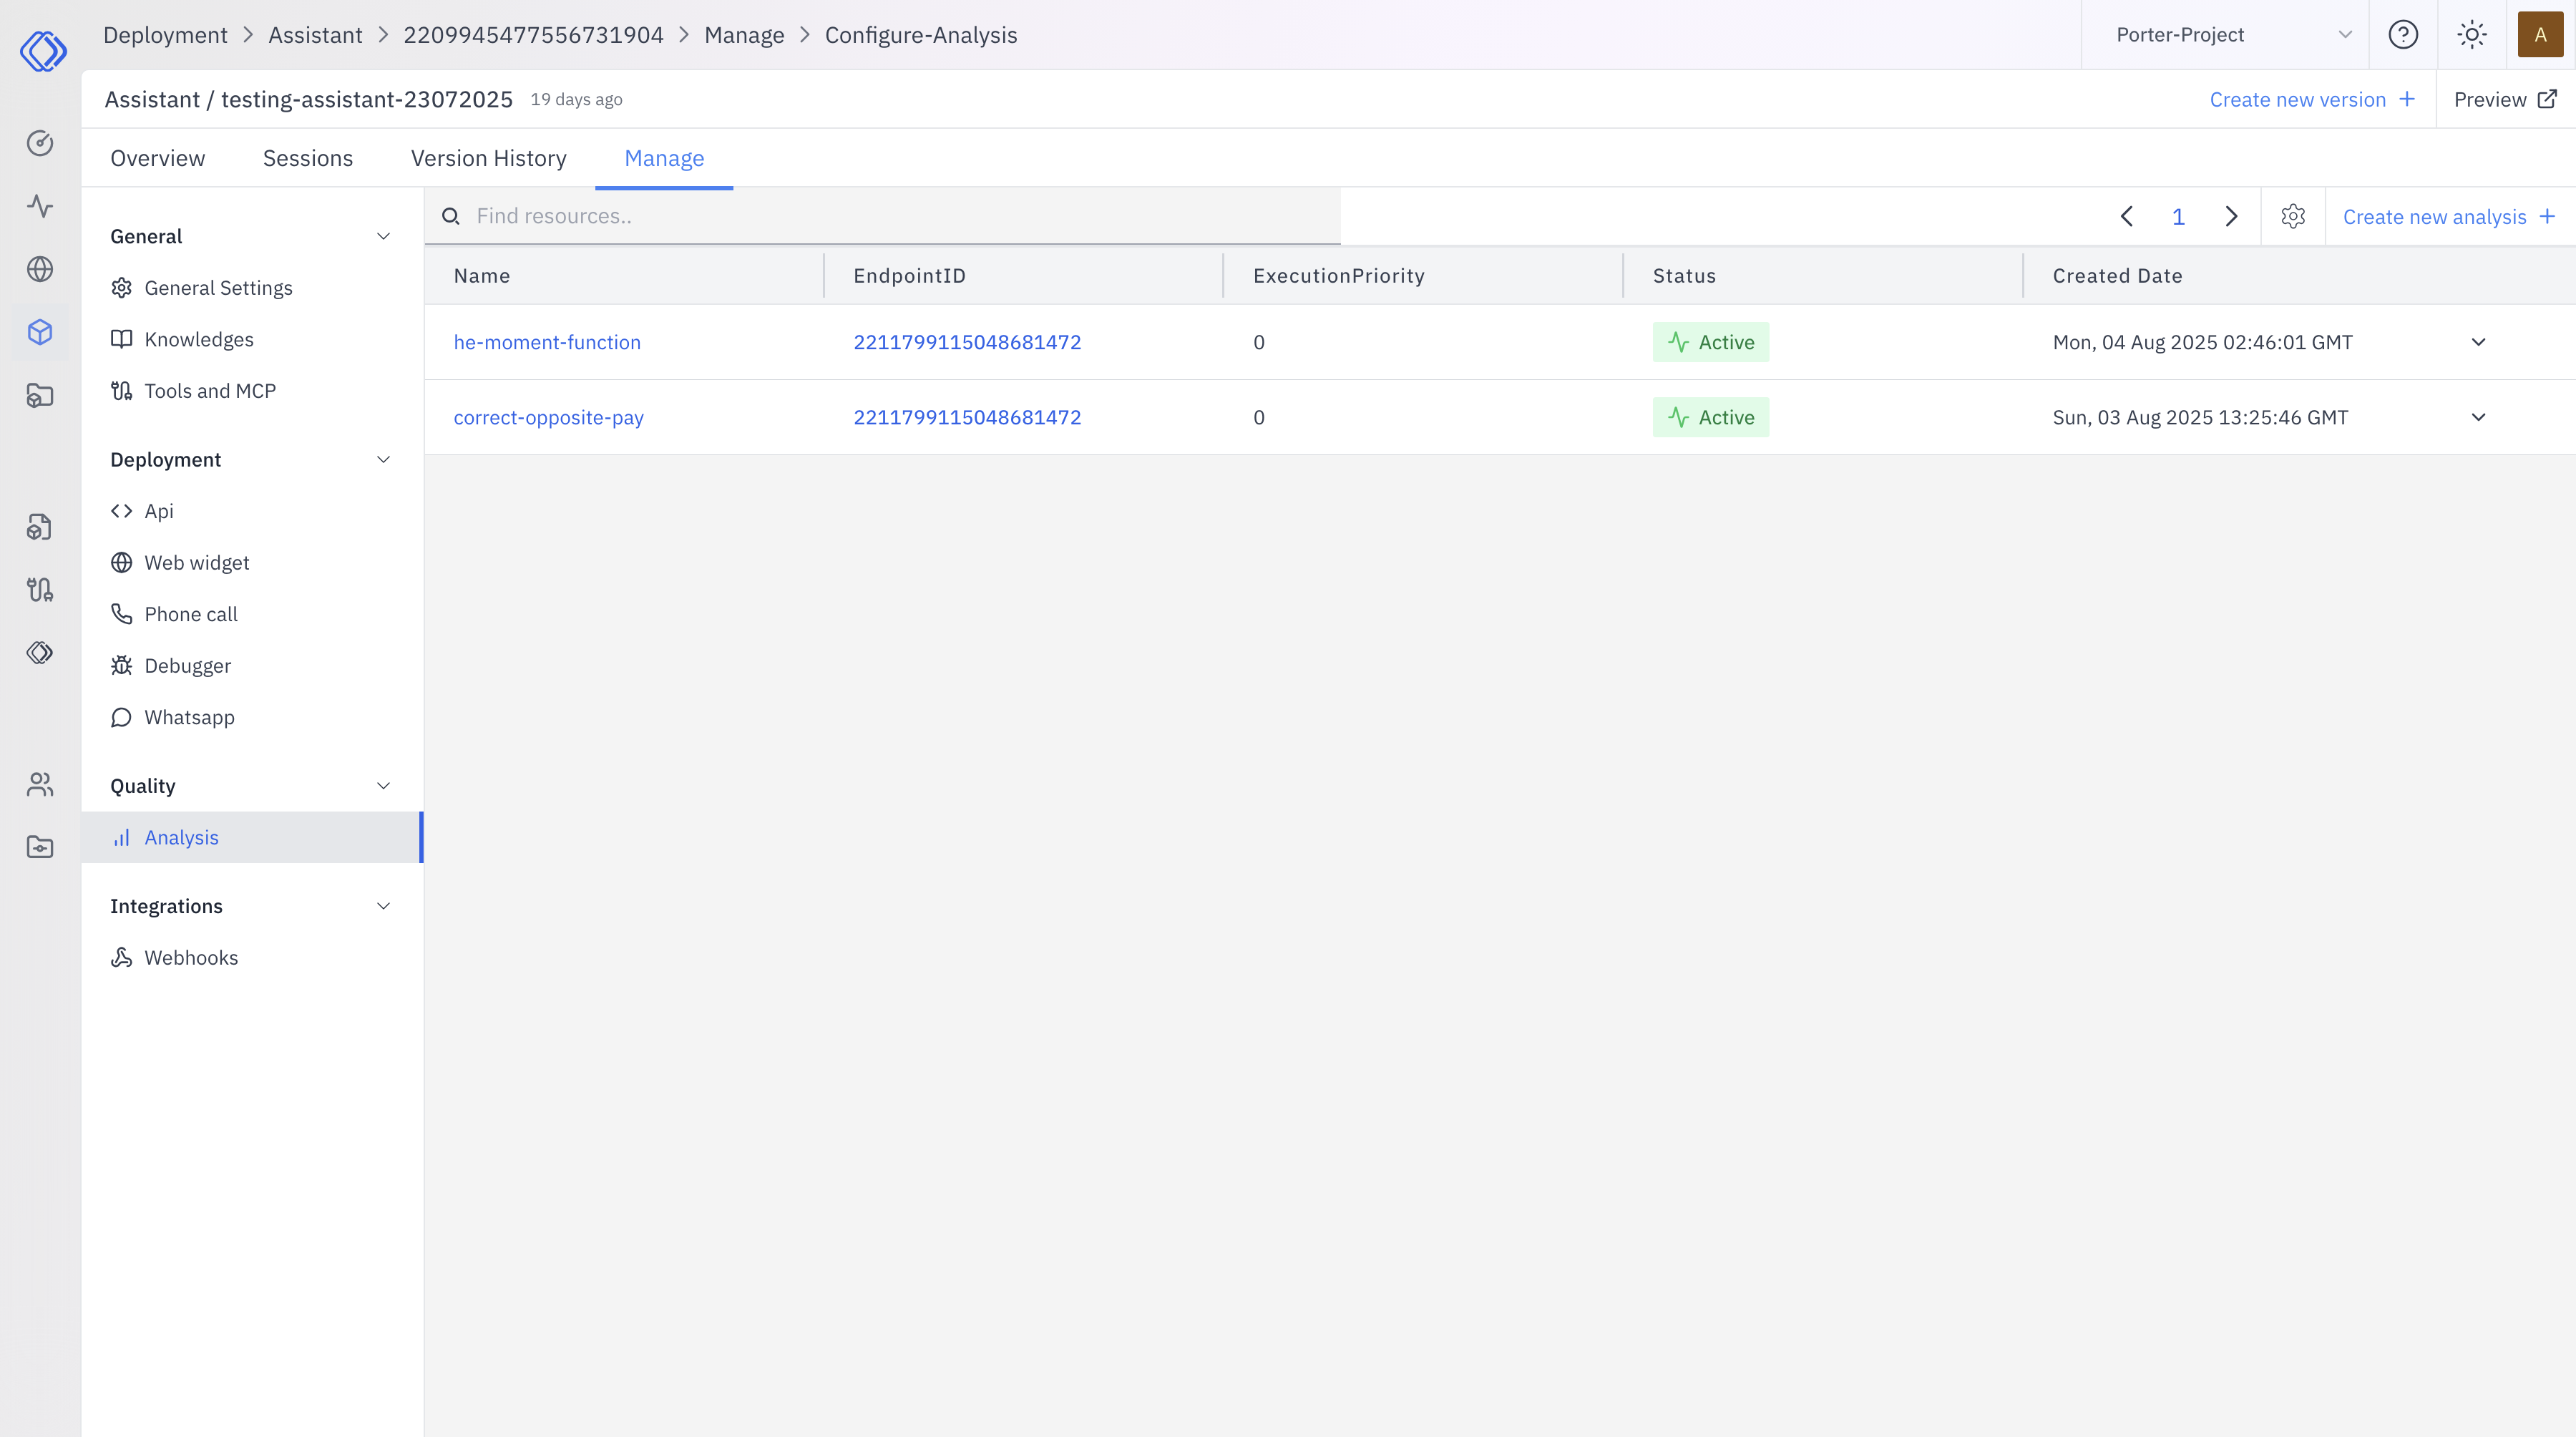 Deployment > Assistant > 2209945477556731904 > Manage > Configure-Analysis
Porter-Project
A
Assistant / testing-assistant-23072025 19 days ago
Create new version +
Preview
Overview Sessions Version History Manage
General
General Settings
Knowledges
Tools and MCP
Deployment
Api
Web widget
Phone call
Debugger
Whatsapp
Quality
Analysis
Integrations
Webhooks
Find resources..
1
Create new analysis +
Name EndpointID ExecutionPriority Status Created Date
he-moment-function 2211799115048681472 0 Active Mon, 04 Aug 2025 02:46:01 GMT
correct-opposite-pay 2211799115048681472 0 Active Sun, 03 Aug 2025 13:25:46 GMT